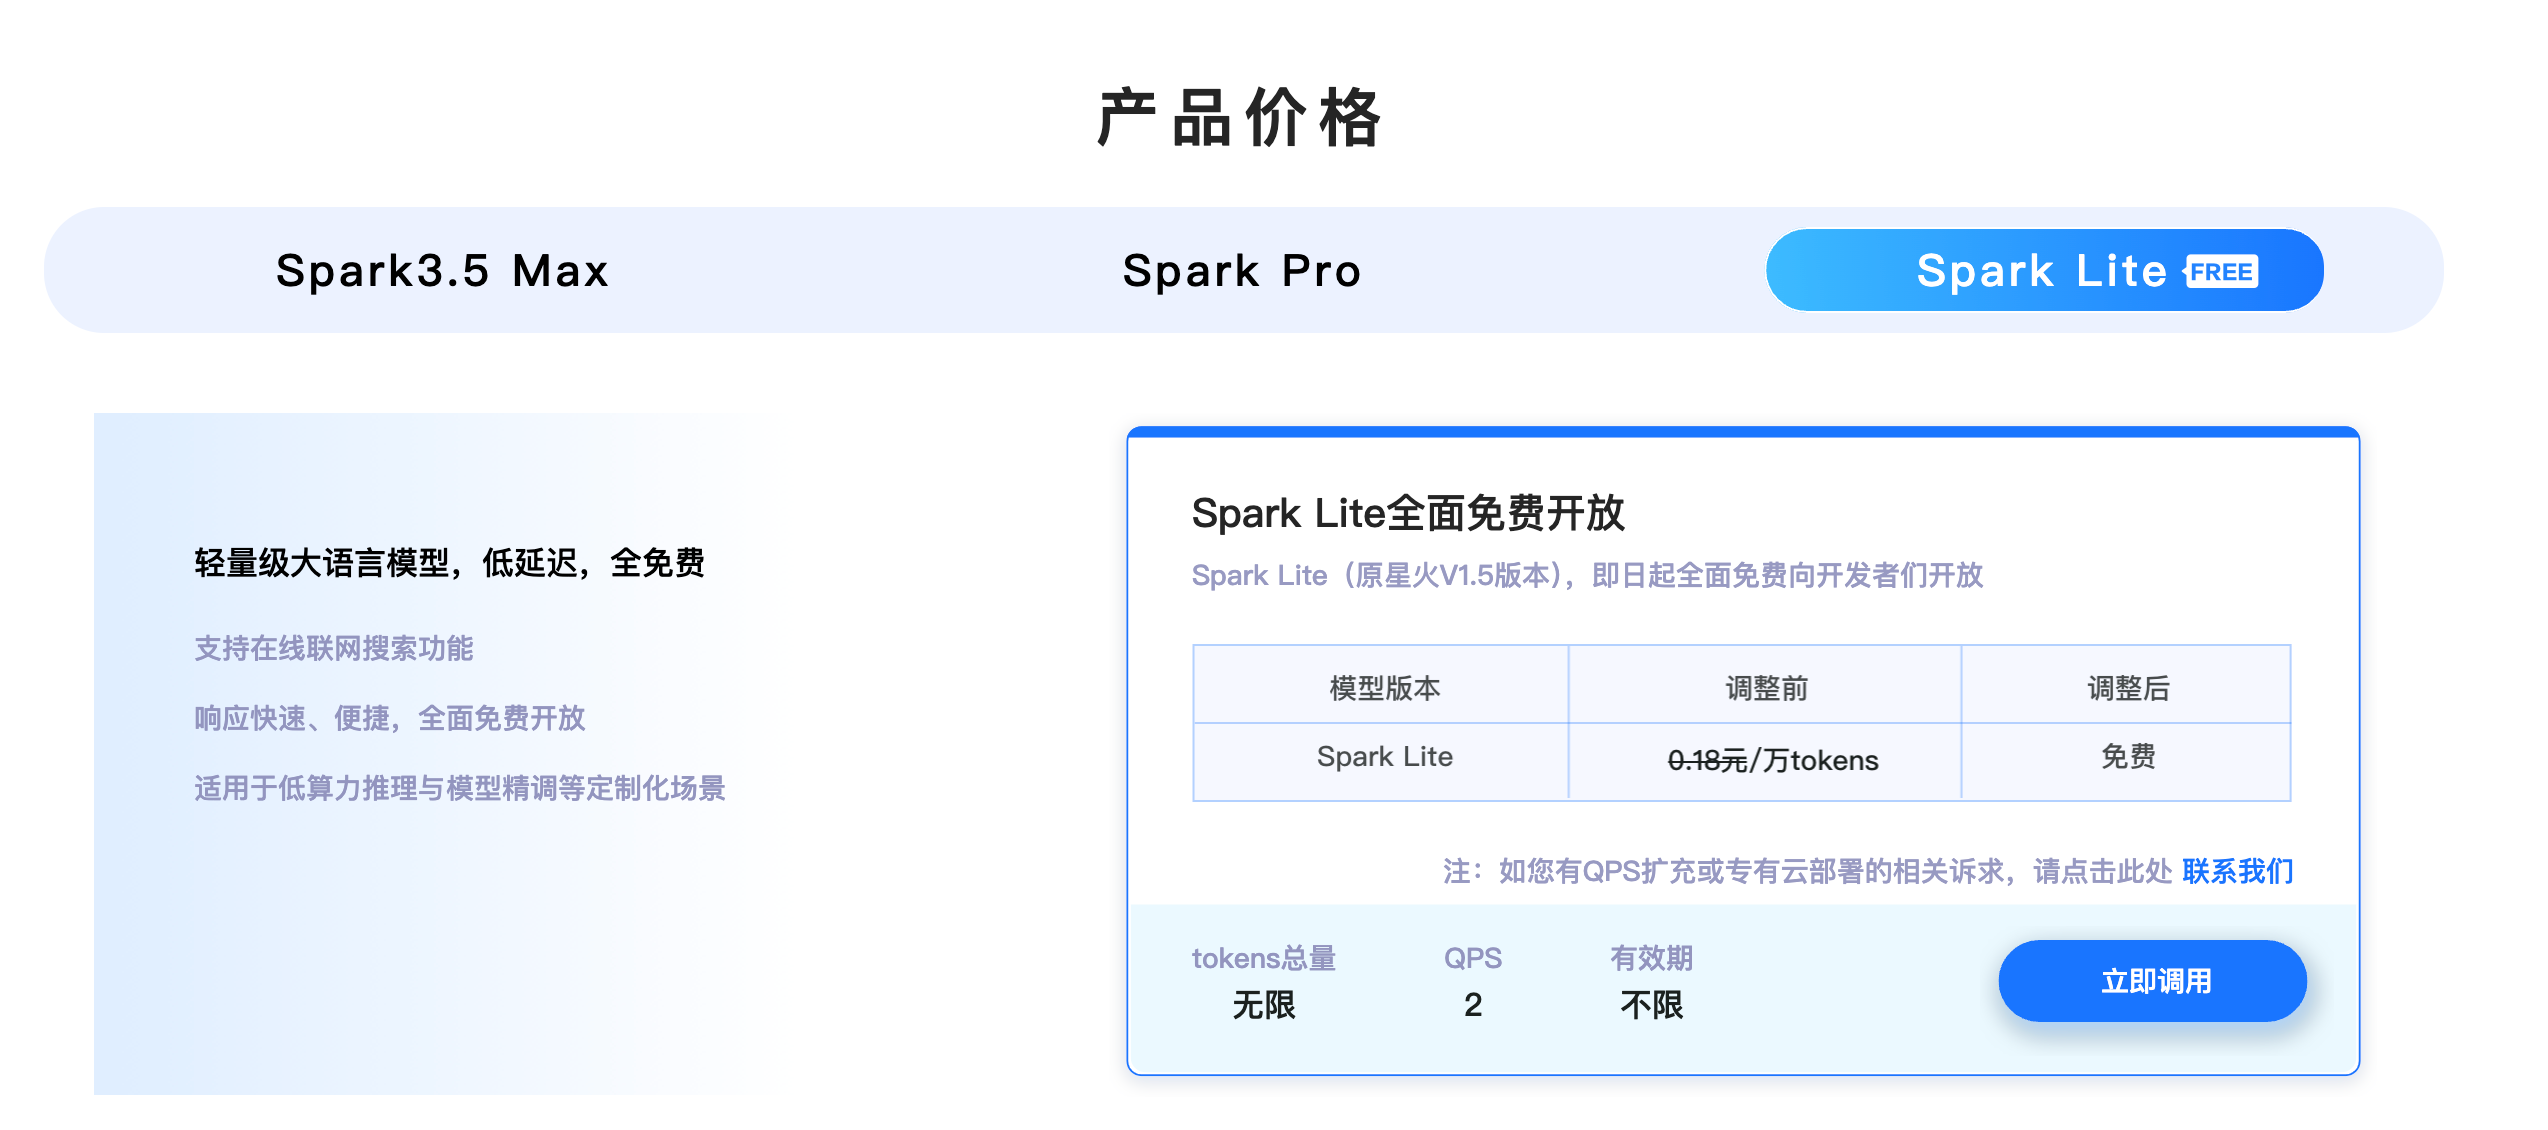 产品价格
Spark3.5 Max
Spark Pro
Spark Lite FREE
轻量级大语言模型，低延迟，全免费
支持在线联网搜索功能
响应快速、便捷，全面免费开放
适用于低算力推理与模型精调等定制化场景
Spark Lite全面免费开放
Spark Lite（原星火V1.5版本），即日起全面免费向开发者们开放
模型版本 调整前 调整后
Spark Lite 0.18元/万tokens 免费
注：如您有QPS扩充或专有云部署的相关诉求，请点击此处 联系我们
tokens总量 QPS 有效期
无限 2 不限
立即调用